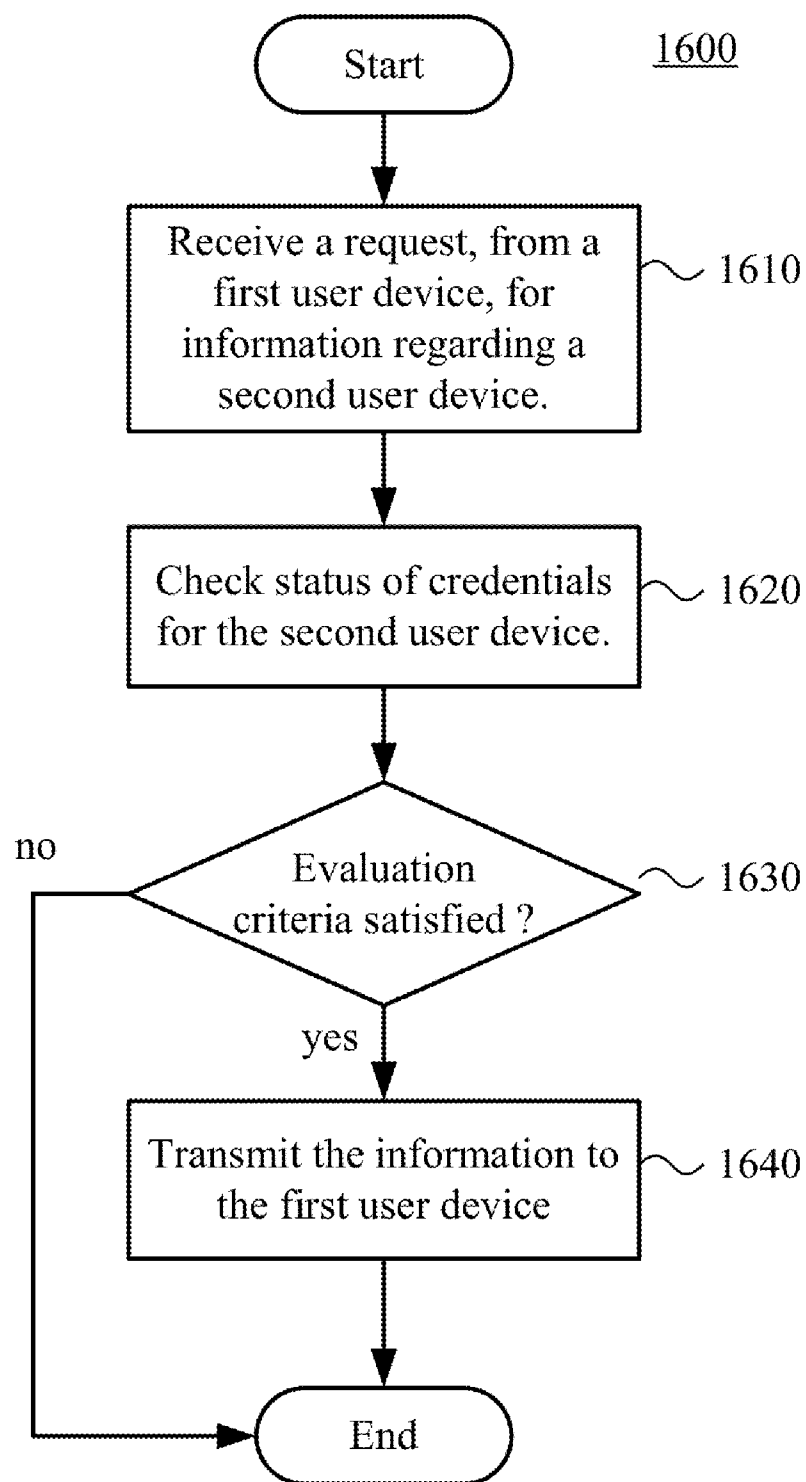 Start
1600
Receive a request, from a
first user device, for
information regarding a
second user device.
1610
Check status of credentials
for the second user device.
1620
no
Evaluation
criteria satisfied ?
1630
yes
Transmit the information to
the first user device
1640
End